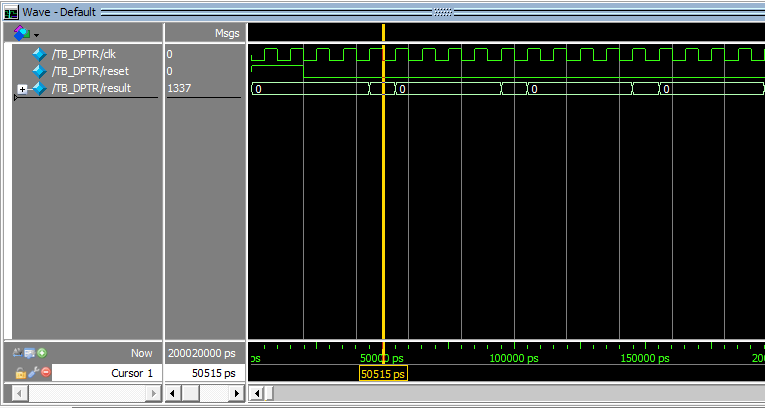 Wave - Default
Msgs
/TB_DPTR/clk 0
/TB_DPTR/reset 0
/TB_DPTR/result 1337 0 0 0 0
Now 200020000 ps ps 50000 ps 100000 ps 150000 ps 200
Cursor 1 50515 ps 50515 ps